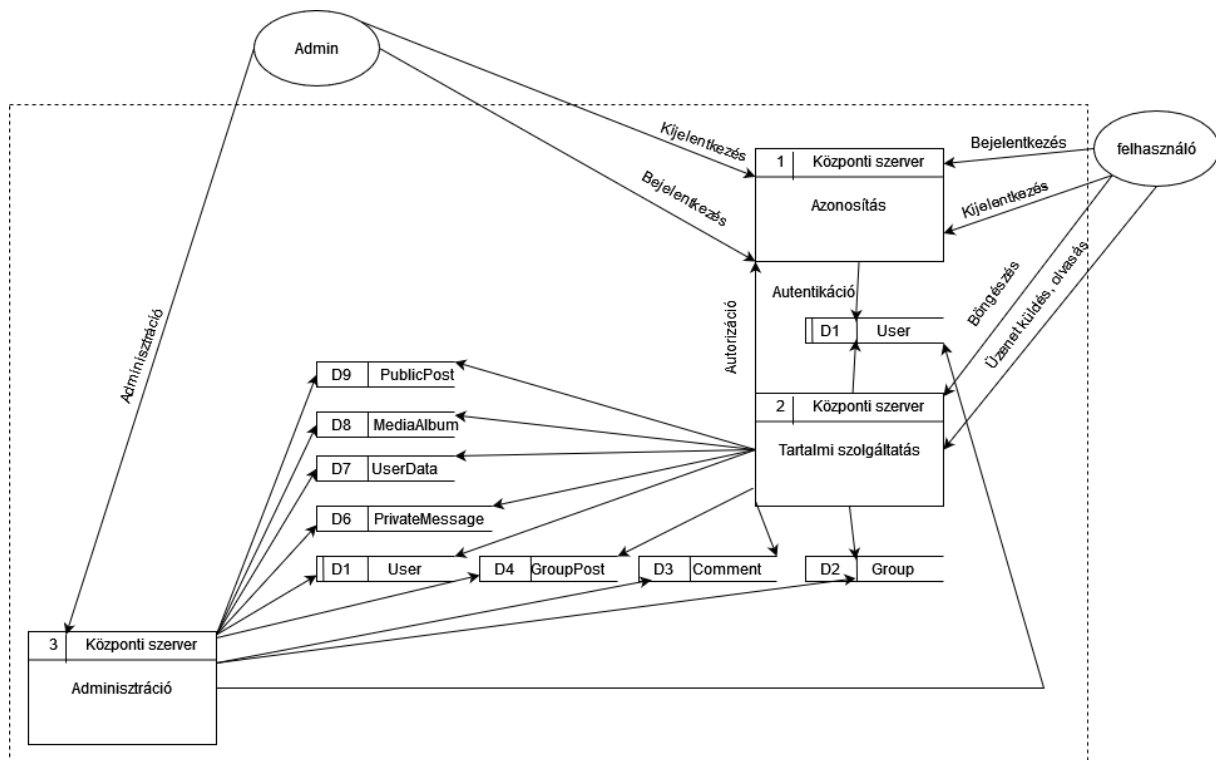 Admin
felhasználó
Kijelentkezés
Bejelentkezés
Bejelentkezés
Kijelentkezés
1 Központi szerver
Azonosítás
Adminisztráció
Autentikáció
Autorizáció
Böngészés
Üzenet küldés, olvasás
D1 User
D9 PublicPost
D8 MediaAlbum
D7 UserData
D6 PrivateMessage
2 Központi szerver
Tartalmi szolgáltatás
D1 User
D4 GroupPost
D3 Comment
D2 Group
3 Központi szerver
Adminisztráció